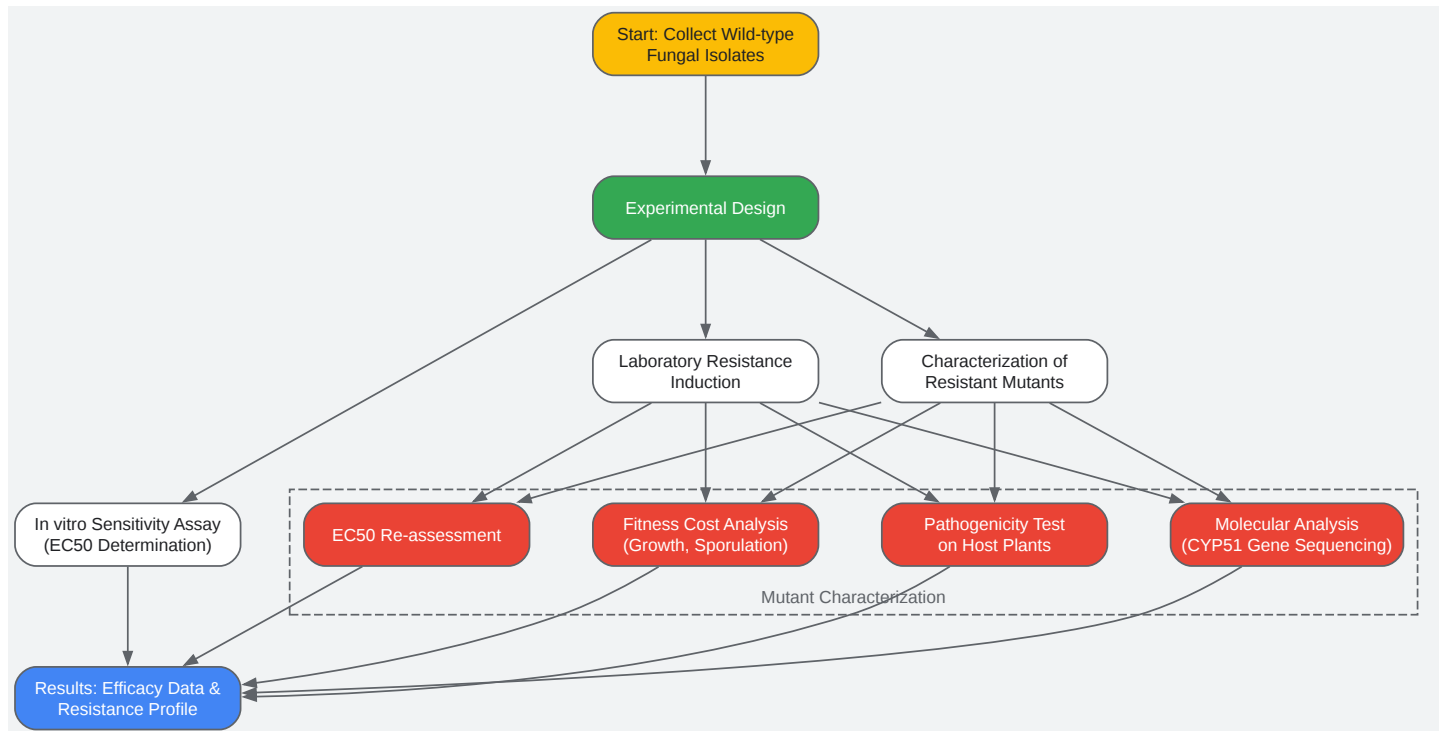 Start: Collect Wild-type
Fungal Isolates
Experimental Design
Laboratory Resistance
Induction
Characterization of
Resistant Mutants
In vitro Sensitivity Assay
(EC50 Determination)
EC50 Re-assessment
Fitness Cost Analysis
(Growth, Sporulation)
Pathogenicity Test
on Host Plants
Molecular Analysis
(CYP51 Gene Sequencing)
Mutant Characterization
Results: Efficacy Data &
Resistance Profile